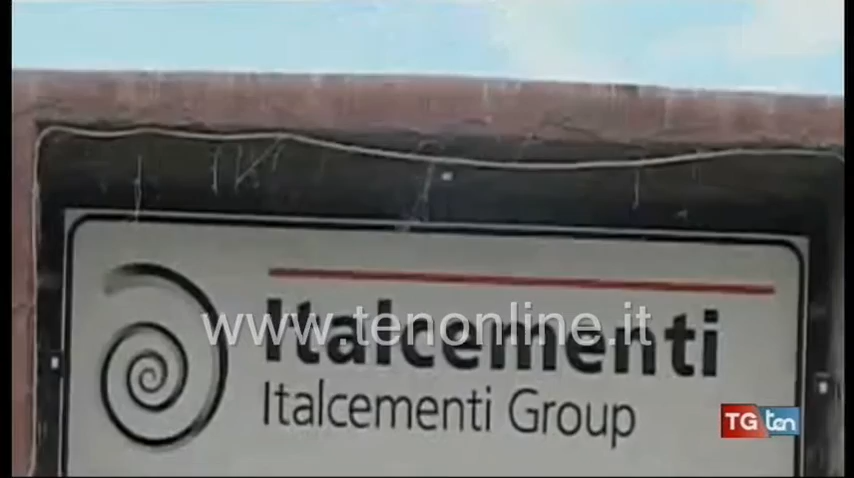 www.tenonline.it
Italcementi
Italcementi Group
TG ten